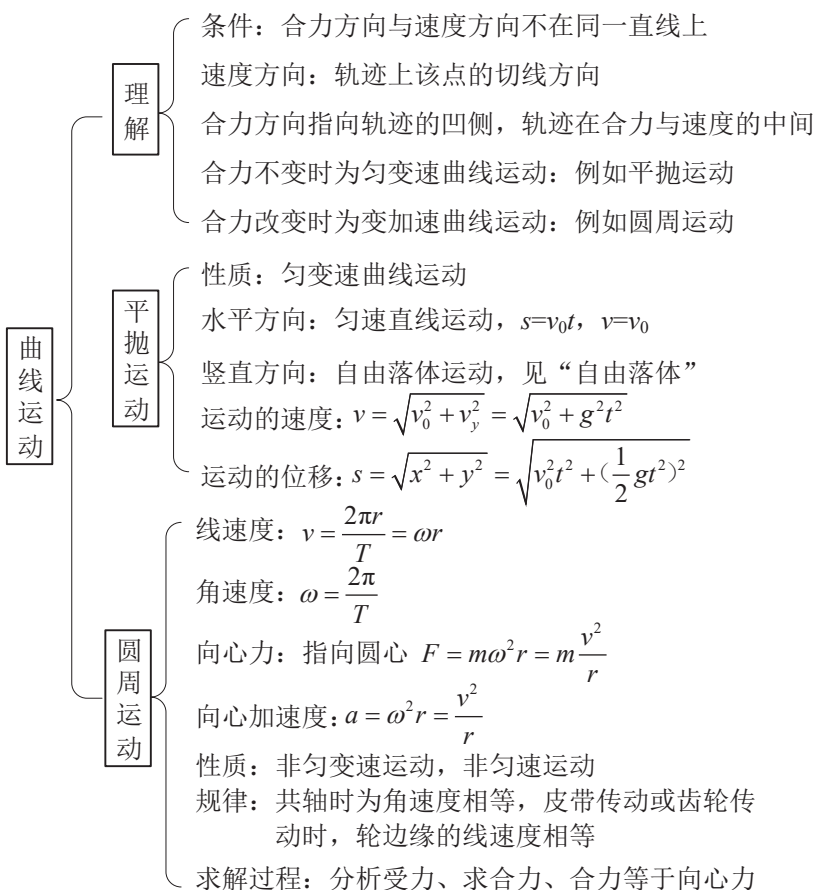 曲线运动
理解
条件：合力方向与速度方向不在同一直线上
速度方向：轨迹上该点的切线方向
合力方向指向轨迹的凹侧，轨迹在合力与速度的中间
合力不变时为匀变速曲线运动：例如平抛运动
合力改变时为变加速曲线运动：例如圆周运动
平抛运动
性质：匀变速曲线运动
水平方向：匀速直线运动，s=v₀t，v=v₀
竖直方向：自由落体运动，见“自由落体”
运动的速度：v = √(v₀² + v_y²) = √(v₀² + g²t²)
运动的位移：s = √(x² + y²) = √(v₀²t² + (1/2 gt²)²)
圆周运动
线速度：v = 2πr/T = ωr
角速度：ω = 2π/T
向心力：指向圆心 F = mω²r = m v²/r
向心加速度：a = ω²r = v²/r
性质：非匀变速运动，非匀速运动
规律：共轴时为角速度相等，皮带传动或齿轮传
动时，轮边缘的线速度相等
求解过程：分析受力、求合力、合力等于向心力